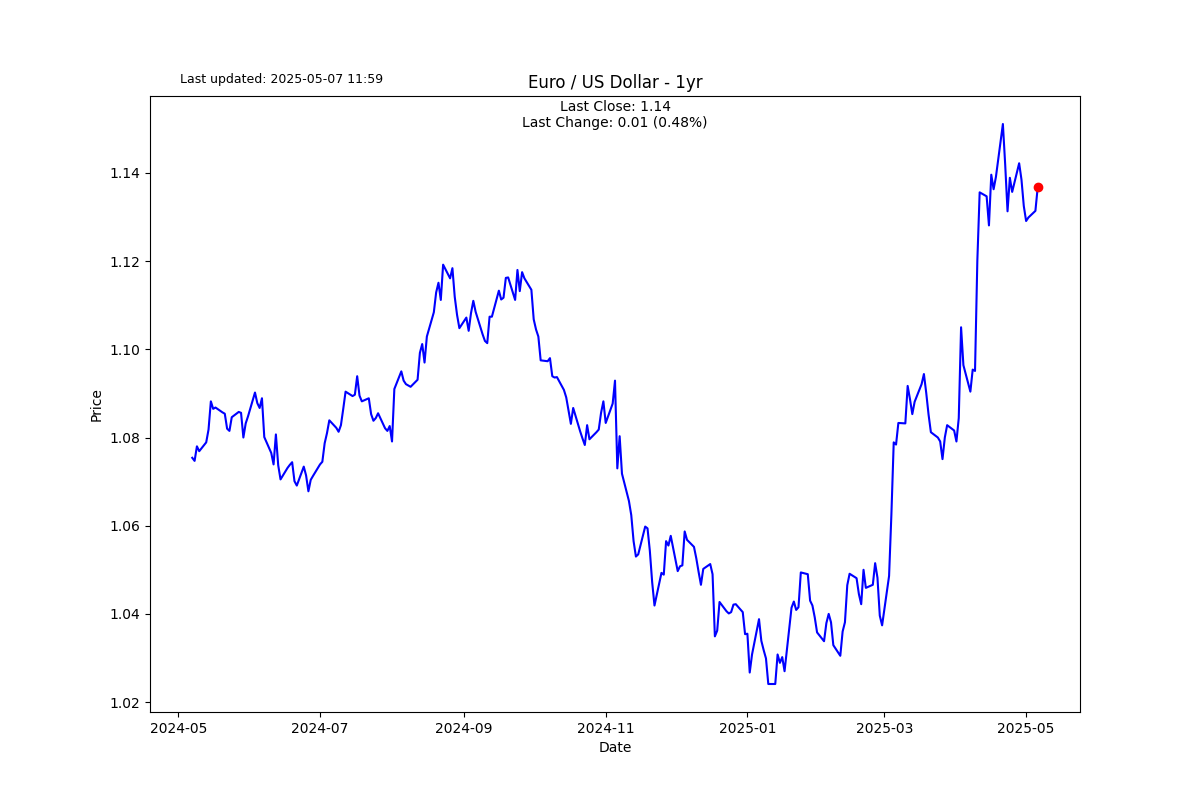 Last updated: 2025-05-07 11:59
Euro / US Dollar - 1yr
Last Close: 1.14
Last Change: 0.01 (0.48%)
Price
1.14
1.12
1.10
1.08
1.06
1.04
1.02
2024-05 2024-07 2024-09 2024-11 2025-01 2025-03 2025-05
Date